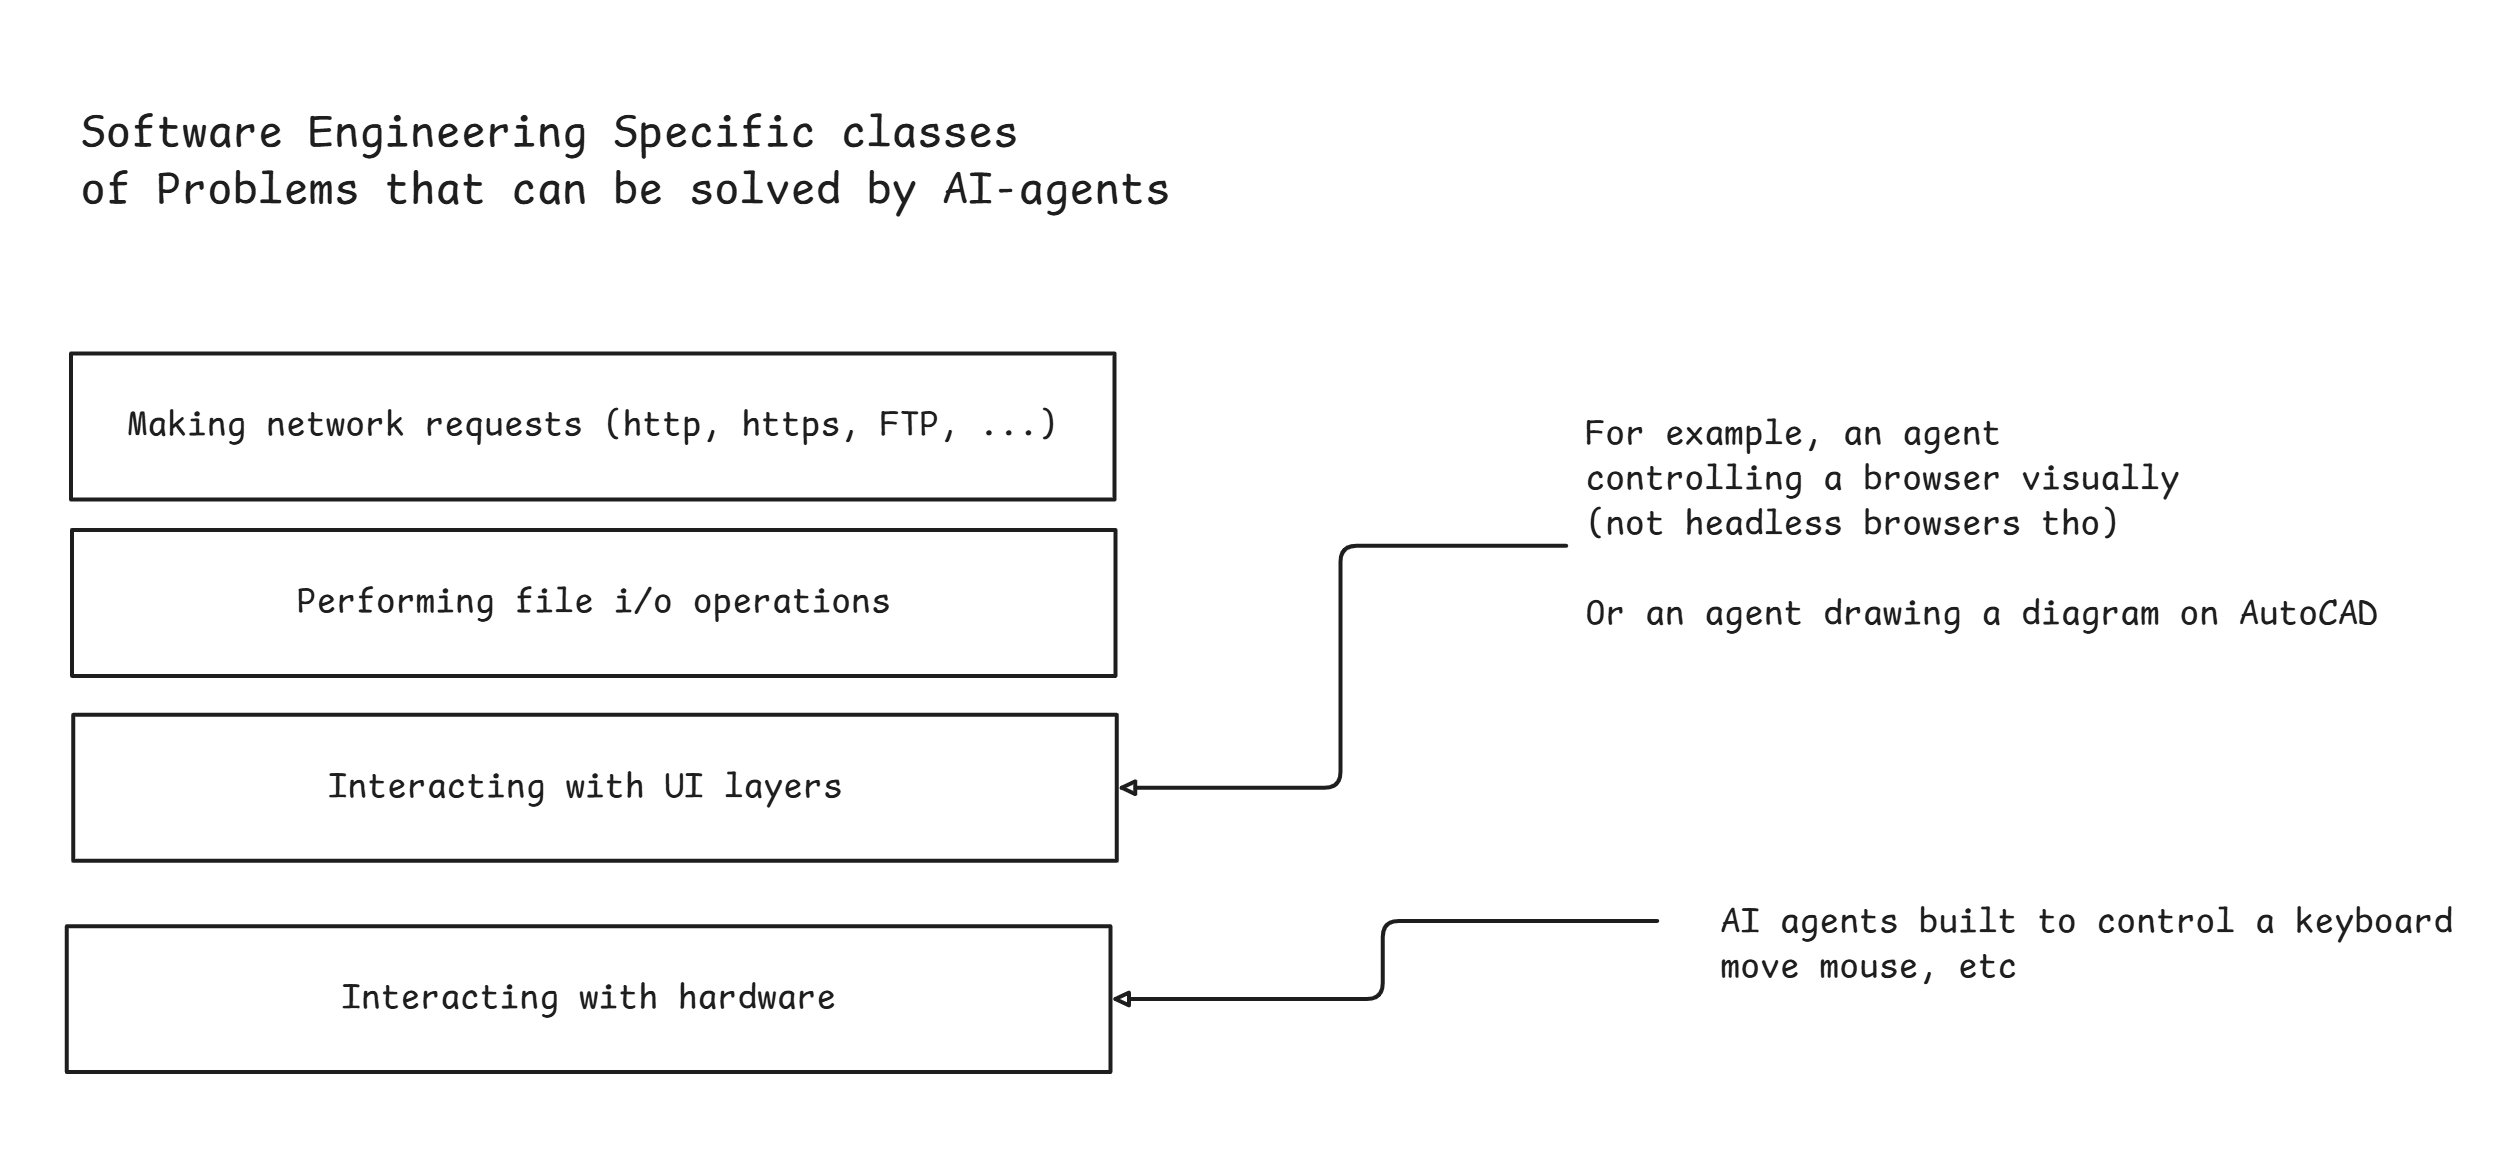 Software Engineering Specific classes
of Problems that can be solved by AI-agents
Making network requests (http, https, FTP, ...)
Performing file i/o operations
Interacting with UI layers
Interacting with hardware
For example, an agent
controlling a browser visually
(not headless browsers tho)
Or an agent drawing a diagram on AutoCAD
AI agents built to control a keyboard
move mouse, etc